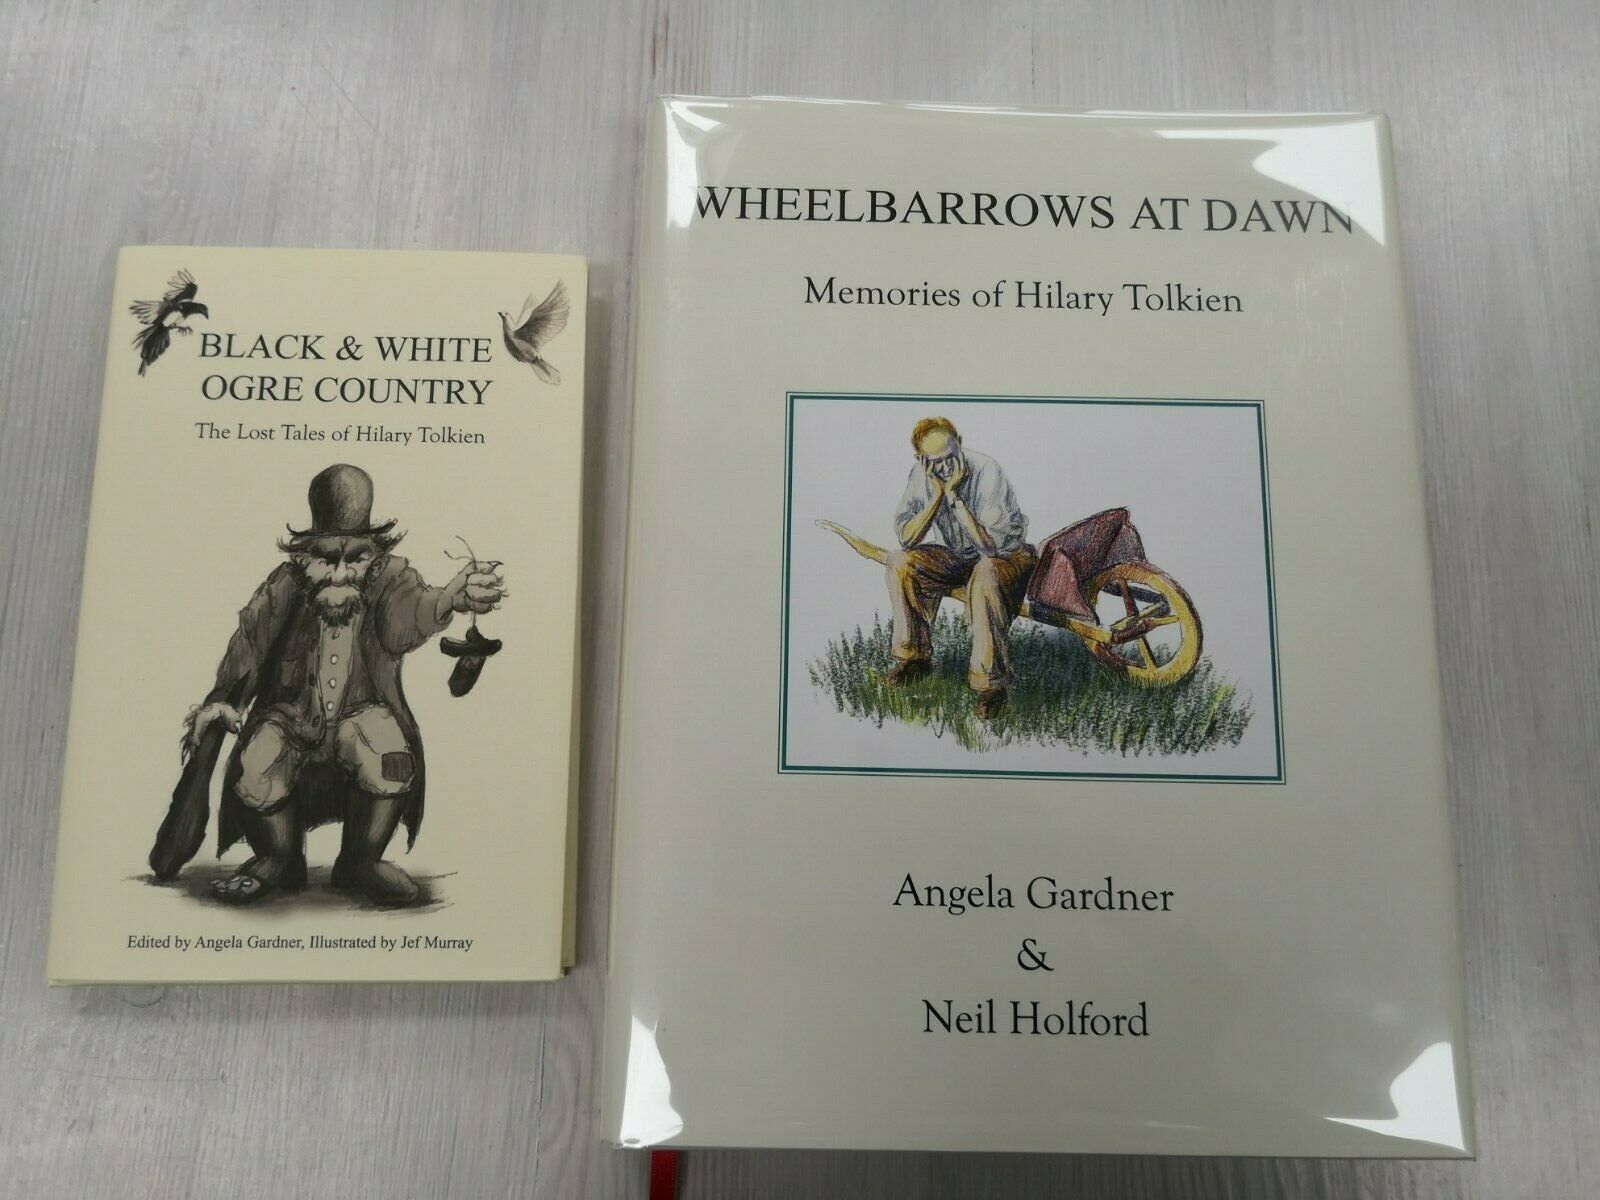 BLACK & WHITE
OGRE COUNTRY
The Lost Tales of Hilary Tolkien
Edited by Angela Gardner, Illustrated by Jef Murray
WHEELBARROWS AT DAWN
Memories of Hilary Tolkien
Angela Gardner
&
Neil Holford